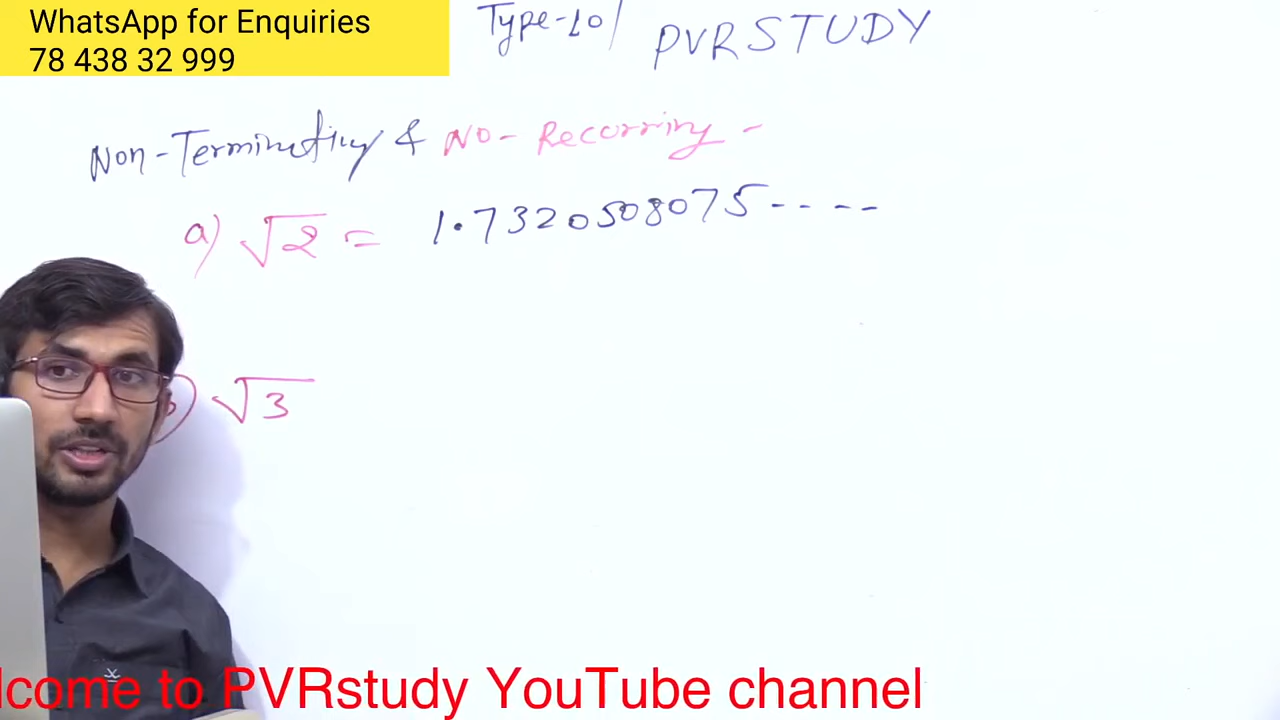 WhatsApp for Enquiries
78 438 32 999
Type-10/ PVRSTUDY
Non-Terminating & No-Recorring -
a) √2 = 1.7320508075----
b) √3
lcome to PVRstudy YouTube channel